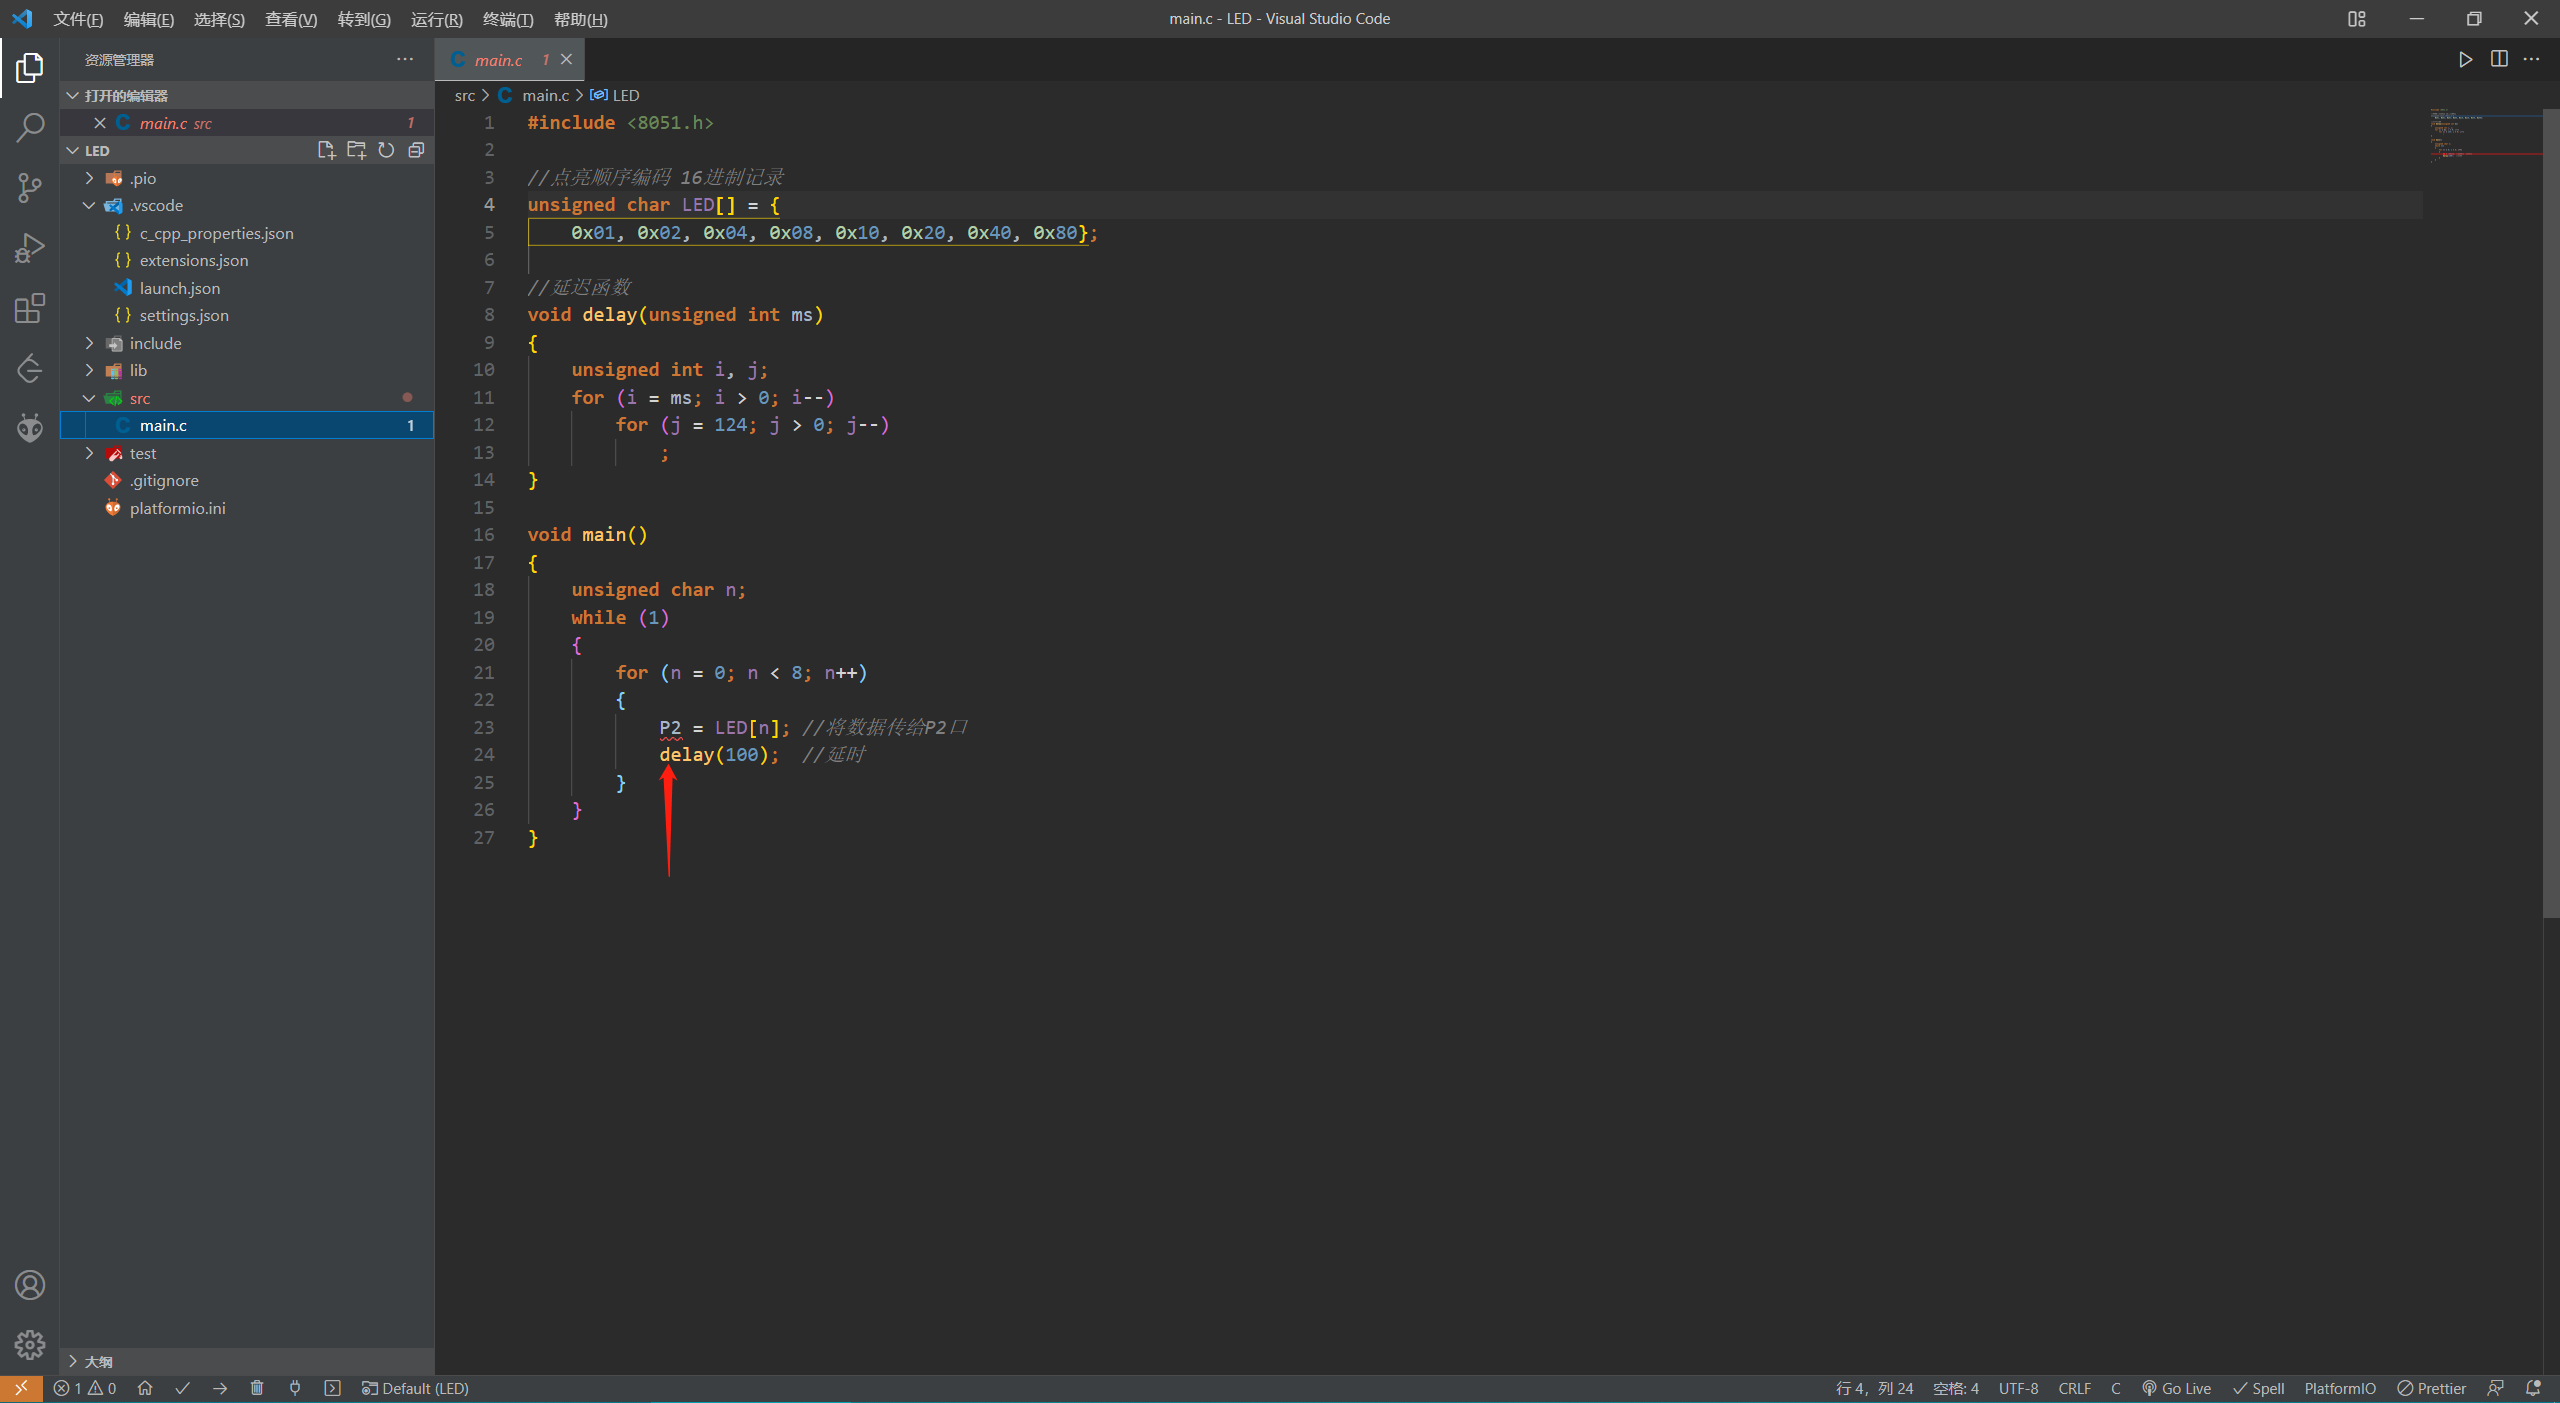 文件(F) 编辑(E) 选择(S) 查看(V) 转到(G) 运行(R) 终端(T) 帮助(H)
main.c - LED - Visual Studio Code
资源管理器
打开的编辑器
main.c src 1
LED
.pio
.vscode
c_cpp_properties.json
extensions.json
launch.json
settings.json
include
lib
src
main.c 1
test
.gitignore
platformio.ini
大纲
main.c 1
src > main.c > LED
1 #include <8051.h>
2
3 //点亮顺序编码 16进制记录
4 unsigned char LED[] = {
5     0x01, 0x02, 0x04, 0x08, 0x10, 0x20, 0x40, 0x80};
6
7 //延迟函数
8 void delay(unsigned int ms)
9 {
10     unsigned int i, j;
11     for (i = ms; i > 0; i--)
12         for (j = 124; j > 0; j--)
13             ;
14 }
15
16 void main()
17 {
18     unsigned char n;
19     while (1)
20     {
21         for (n = 0; n < 8; n++)
22         {
23             P2 = LED[n]; //将数据传给P2口
24             delay(100);  //延时
25         }
26     }
27 }
1 0 Default (LED) 行 4，列 24 空格: 4 UTF-8 CRLF C Go Live Spell PlatformIO Prettier